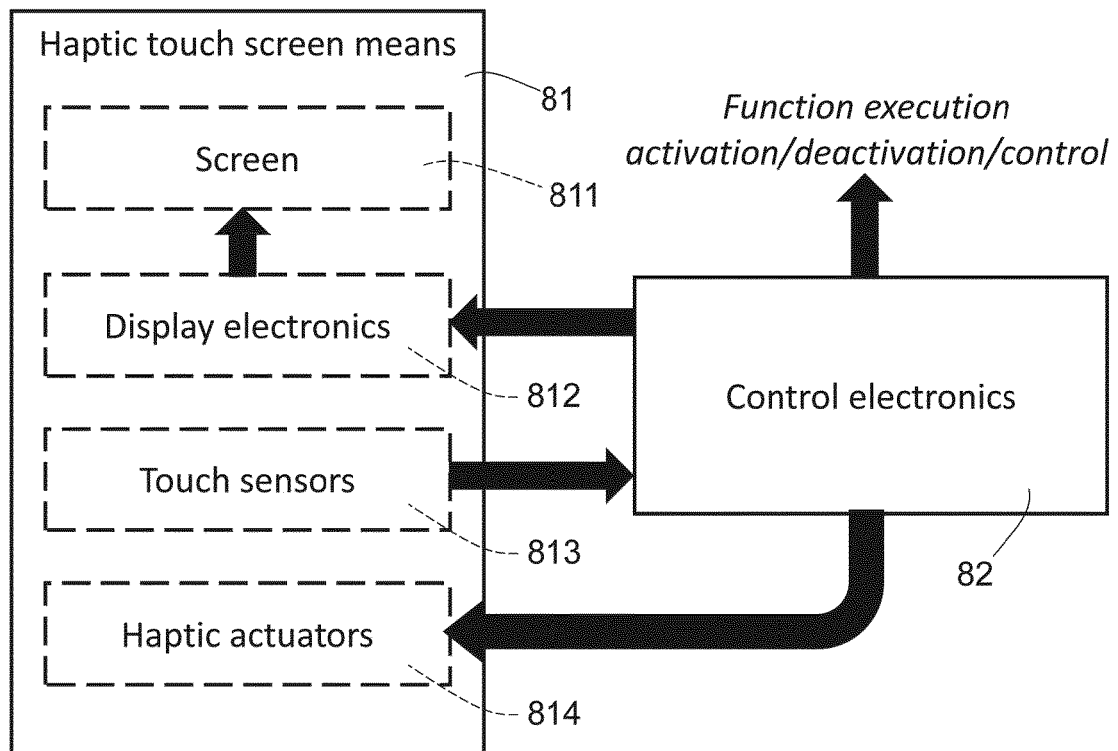 Haptic touch screen means
81
Screen
811
Function execution
activation/deactivation/control
Display electronics
812
Control electronics
82
Touch sensors
813
Haptic actuators
814